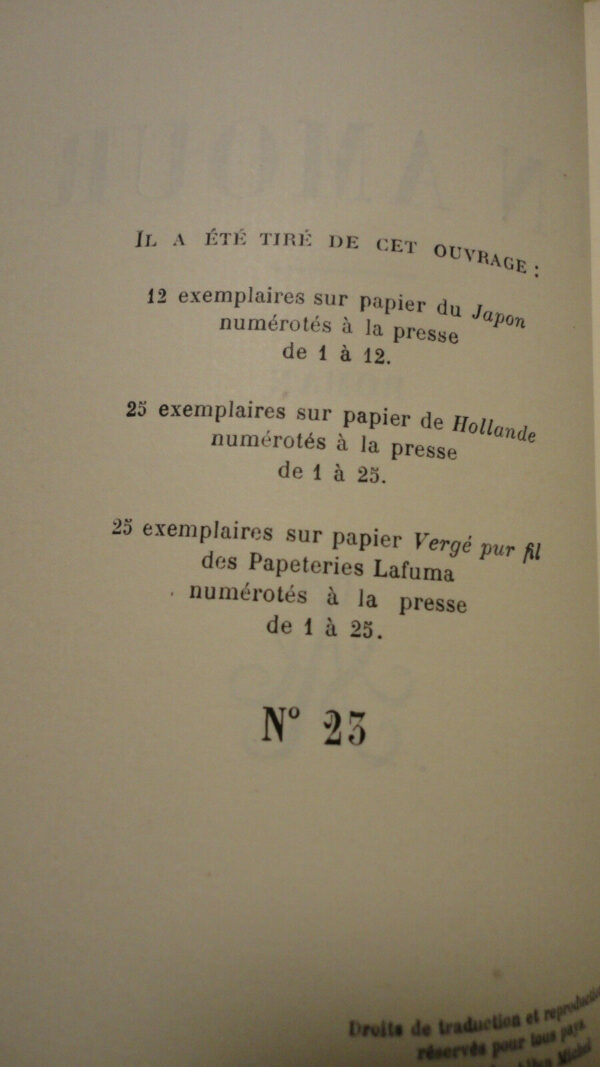 IL A ÉTÉ TIRÉ DE CET OUVRAGE :
12 exemplaires sur papier du Japon
numérotés à la presse
de 1 à 12.
25 exemplaires sur papier de Hollande
numérotés à la presse
de 1 à 25.
25 exemplaires sur papier Vergé pur fil
des Papeteries Lafuma
numérotés à la presse
de 1 à 25.
N° 23
Droits de traduction et reproduction
réservés pour tous pays
Michel